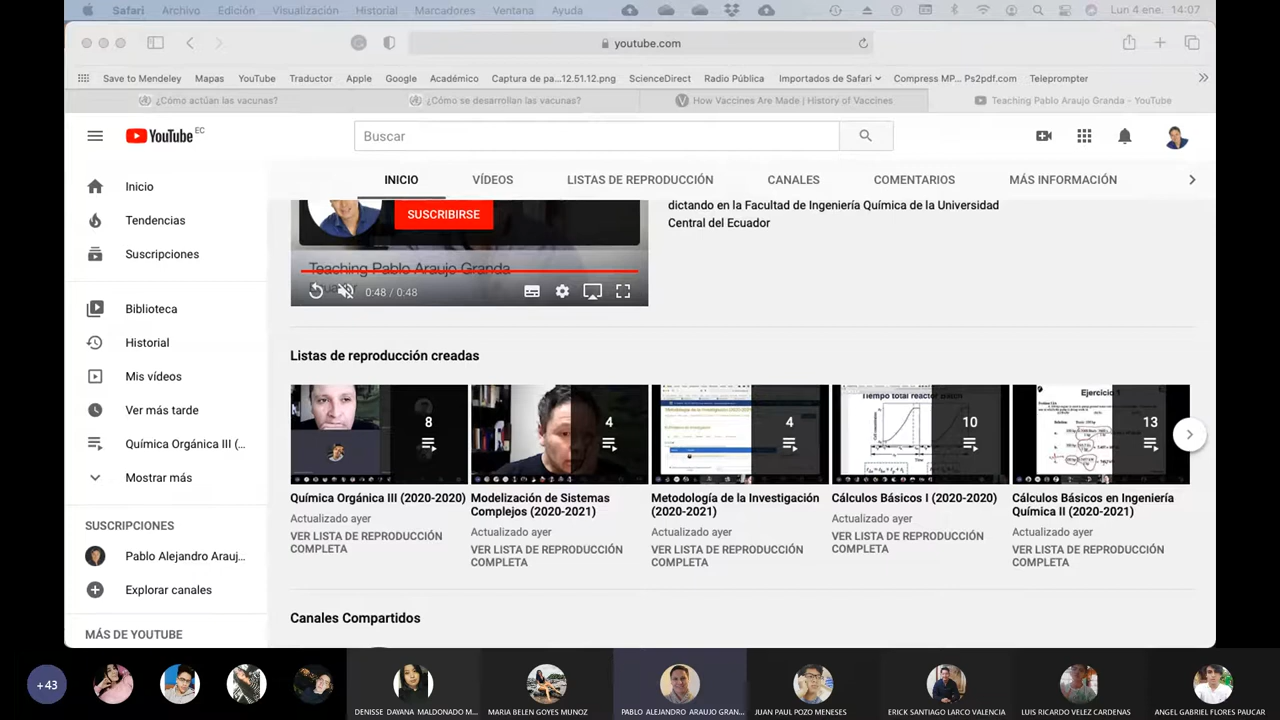 Safari Archivo Edición Visualización Historial Marcadores Ventana Ayuda Lun 4 ene. 14:07
youtube.com
Save to Mendeley Mapas YouTube Traductor Apple Google Académico Captura de pa...12.51.12.png ScienceDirect Radio Pública Importados de Safari Compress MP... Ps2pdf.com Teleprompter
¿Cómo actúan las vacunas? ¿Cómo se desarrollan las vacunas? How Vaccines Are Made | History of Vaccines Teaching Pablo Araujo Granda - YouTube
YouTube EC
Buscar
INICIO VÍDEOS LISTAS DE REPRODUCCIÓN CANALES COMENTARIOS MÁS INFORMACIÓN
Inicio
Tendencias
Suscripciones
Biblioteca
Historial
Mis vídeos
Ver más tarde
Química Orgánica III (...
Mostrar más
SUSCRIPCIONES
Pablo Alejandro Arauj...
Explorar canales
MÁS DE YOUTUBE
SUSCRIBIRSE
Teaching Pablo Araujo Granda
0:48 / 0:48
dictando en la Facultad de Ingeniería Química de la Universidad
Central del Ecuador
Listas de reproducción creadas
8
4
Metodología de la Investigación (2020-2021)
4
Tiempo total reactor Batch
10
Ejercicio
13
Química Orgánica III (2020-2020)
Actualizado ayer
VER LISTA DE REPRODUCCIÓN
COMPLETA
Modelización de Sistemas
Complejos (2020-2021)
Actualizado ayer
VER LISTA DE REPRODUCCIÓN
COMPLETA
Metodología de la Investigación
(2020-2021)
Actualizado ayer
VER LISTA DE REPRODUCCIÓN
COMPLETA
Cálculos Básicos I (2020-2020)
Actualizado ayer
VER LISTA DE REPRODUCCIÓN
COMPLETA
Cálculos Básicos en Ingeniería
Química II (2020-2021)
Actualizado ayer
VER LISTA DE REPRODUCCIÓN
COMPLETA
Canales Compartidos
+43
DENISSE DAYANA MALDONADO M...
MARIA BELEN GOYES MUNOZ
PABLO ALEJANDRO ARAUJO GRAN...
JUAN PAUL POZO MENESES
ERICK SANTIAGO LARCO VALENCIA
LUIS RICARDO VELEZ CARDENAS
ANGEL GABRIEL FLORES PAUCAR